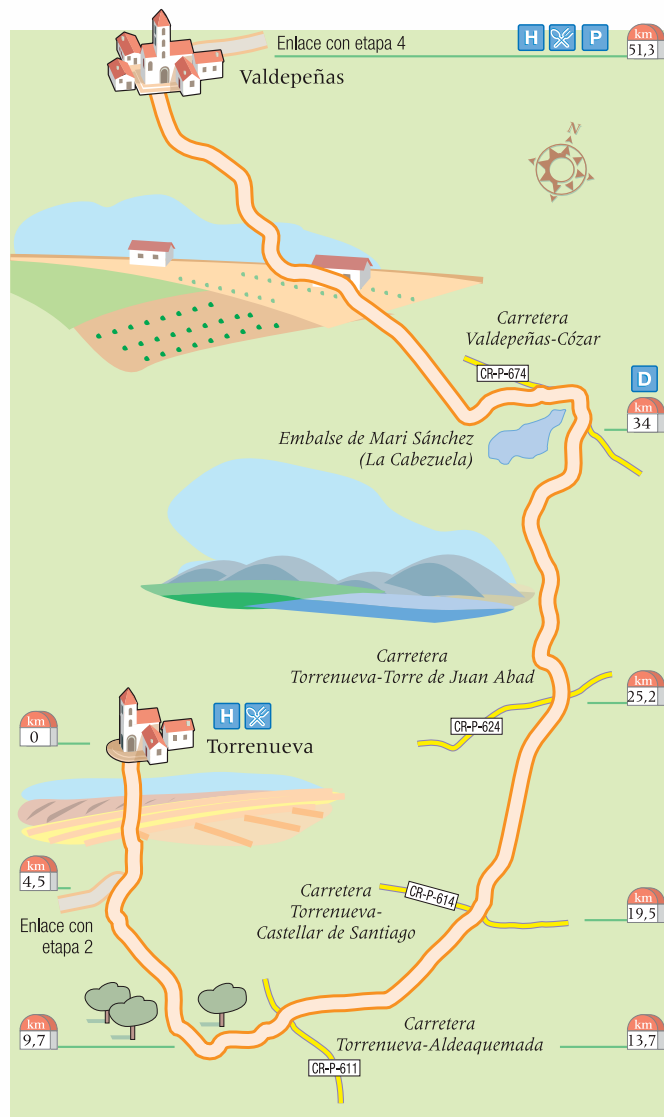 Enlace con etapa 4
H
P
km
51,3
Valdepeñas
N
Carretera
Valdepeñas-Cózar
CR-P-674
D
km
34
Embalse de Mari Sánchez
(La Cabezuela)
Carretera
Torrenueva-Torre de Juan Abad
km
25,2
CR-P-624
km
0
H
Torrenueva
km
4,5
Enlace con
etapa 2
Carretera
Torrenueva-
Castellar de Santiago
CR-P-614
km
19,5
km
9,7
Carretera
Torrenueva-Aldeaquemada
CR-P-611
km
13,7